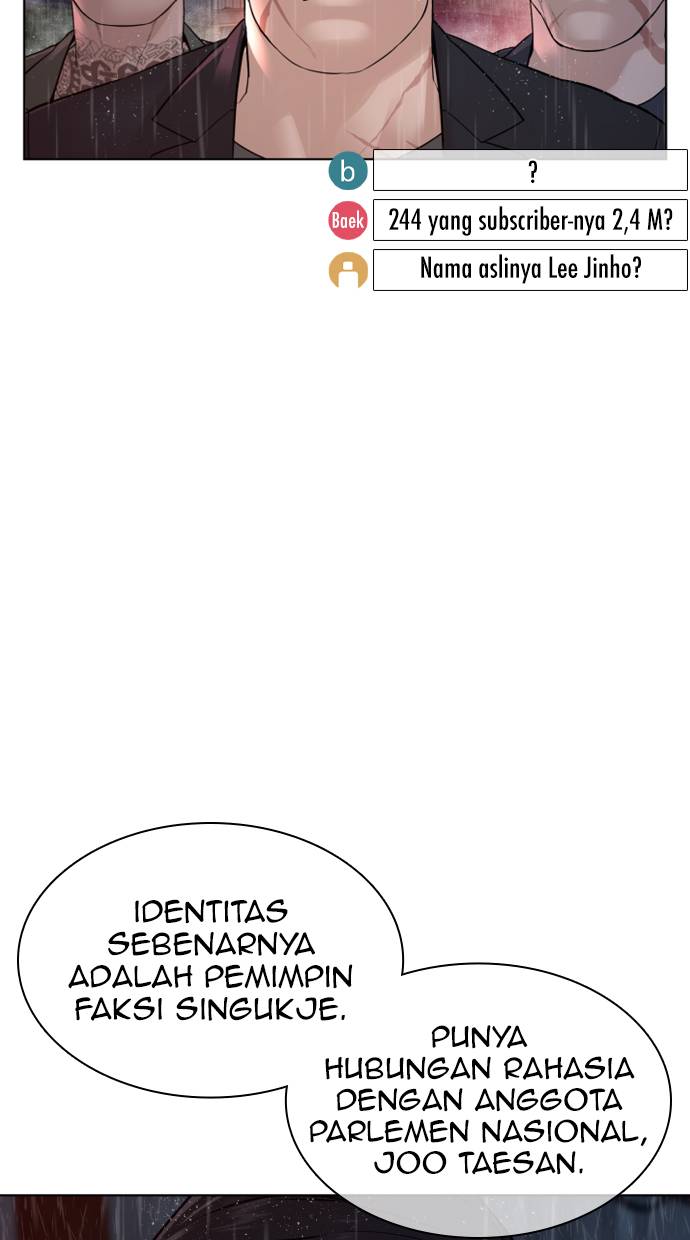 b ?
Baek 244 yang subscriber-nya 2,4 M?
Nama aslinya Lee Jinho?
IDENTITAS
SEBENARNYA
ADALAH PEMIMPIN
FAKSI SINGUKJE.
PUNYA
HUBUNGAN RAHASIA
DENGAN ANGGOTA
PARLEMEN NASIONAL,
JOO TAESAN.